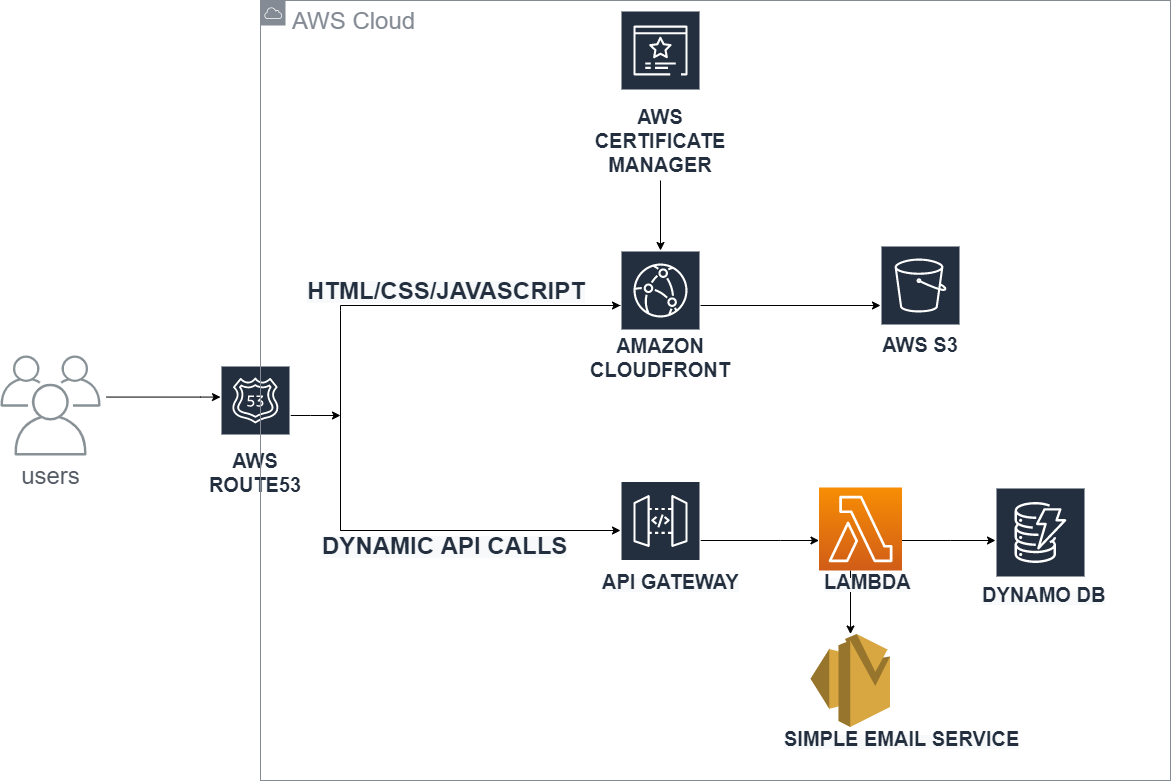 AWS Cloud
AWS
CERTIFICATE
MANAGER
HTML/CSS/JAVASCRIPT
AMAZON
CLOUDFRONT
AWS S3
53
users
AWS
ROUTE53
DYNAMIC API CALLS
</>
API GATEWAY
LAMBDA
DYNAMO DB
SIMPLE EMAIL SERVICE